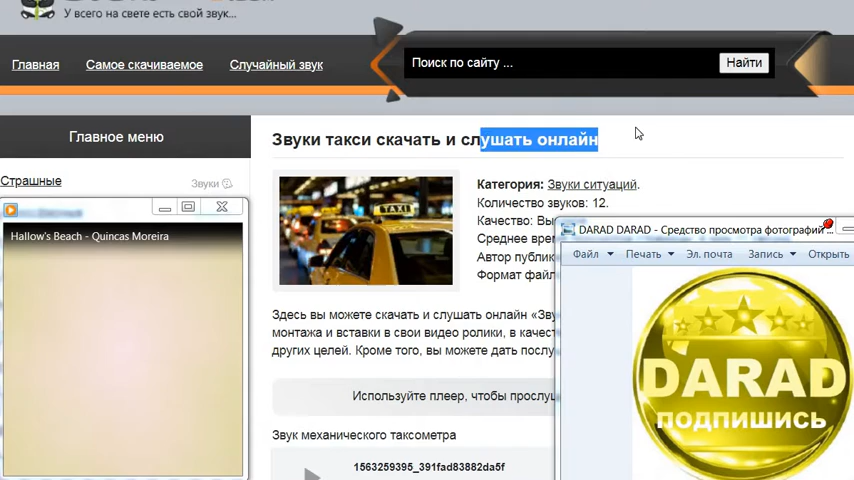 У всего на свете есть свой звук...
Главная
Самое скачиваемое
Случайный звук
Поиск по сайту ...
Найти
Главное меню
Звуки такси скачать и слушать онлайн
Страшные
Звуки
TAXI
Категория: Звуки ситуаций.
Количество звуков: 12.
Качество: Вы
Среднее врем
Автор публик
Формат файл
Hallow's Beach - Quincas Moreira
DARAD DARAD - Средство просмотра фотографий ...
Файл
Печать
Эл. почта
Запись
Открыть
DARAD
подпишись
Здесь вы можете скачать и слушать онлайн «Зву
монтажа и вставки в свои видео ролики, в качест
других целей. Кроме того, вы можете дать послу
Используйте плеер, чтобы прослуш
Звук механического таксометра
1563259395_391fad83882da5f